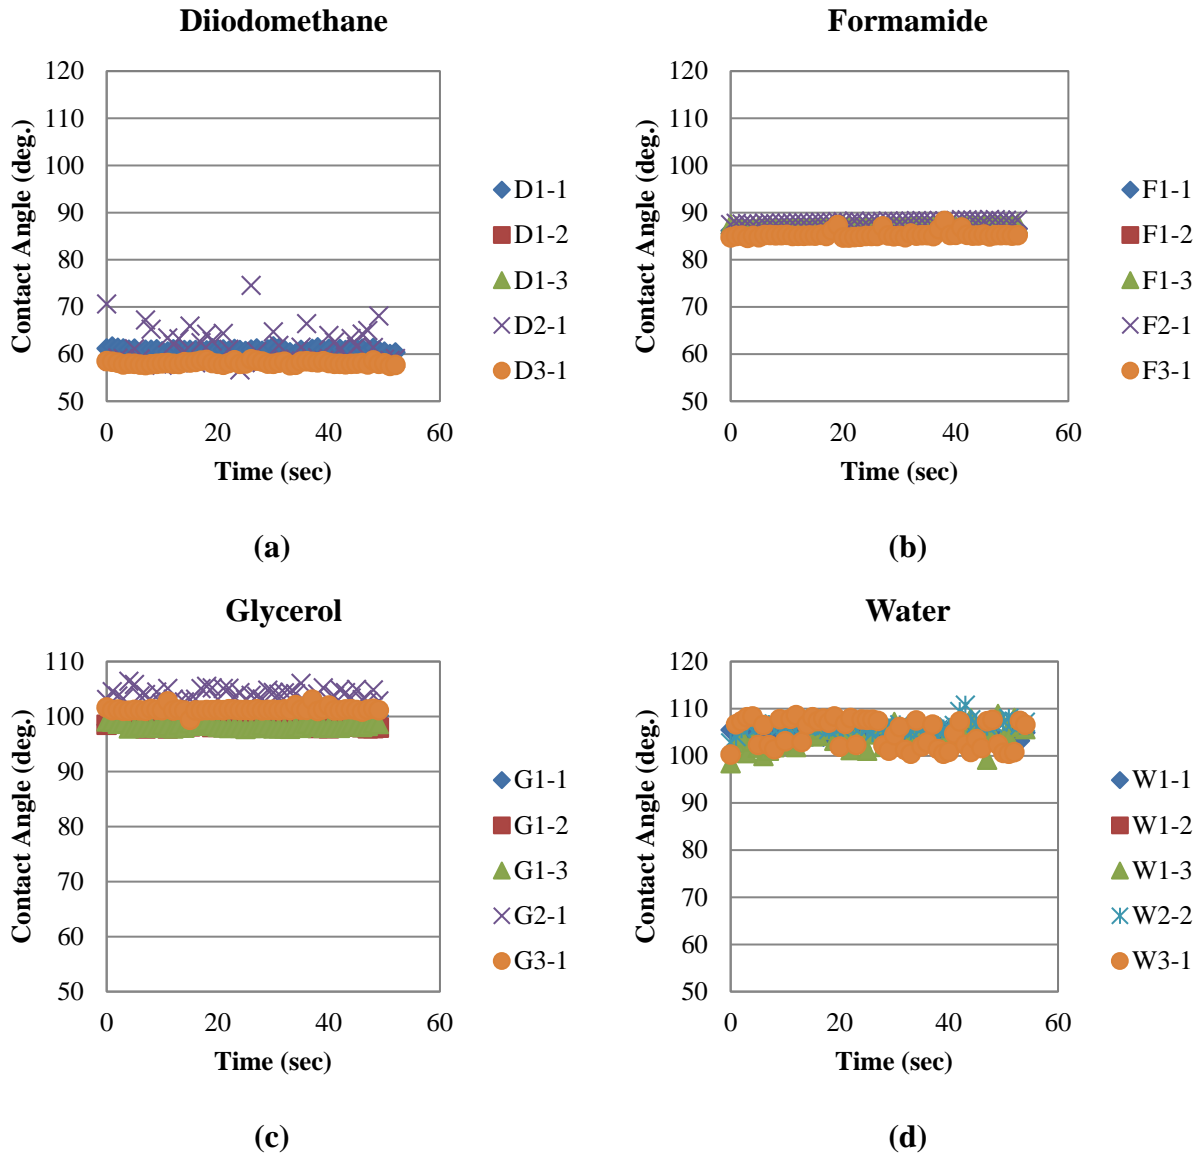 Diiodomethane
120
110
100
90
80
70
60
50
0 20 40 60
Contact Angle (deg.)
Time (sec)
D1-1
D1-2
D1-3
D2-1
D3-1
(a)
Formamide
120
110
100
90
80
70
60
50
0 20 40 60
Contact Angle (deg.)
Time (sec)
F1-1
F1-2
F1-3
F2-1
F3-1
(b)
Glycerol
110
100
90
80
70
60
50
0 20 40 60
Contact Angle (deg.)
Time (sec)
G1-1
G1-2
G1-3
G2-1
G3-1
(c)
Water
120
110
100
90
80
70
60
50
0 20 40 60
Contact Angle (deg.)
Time (sec)
W1-1
W1-2
W1-3
W2-2
W3-1
(d)